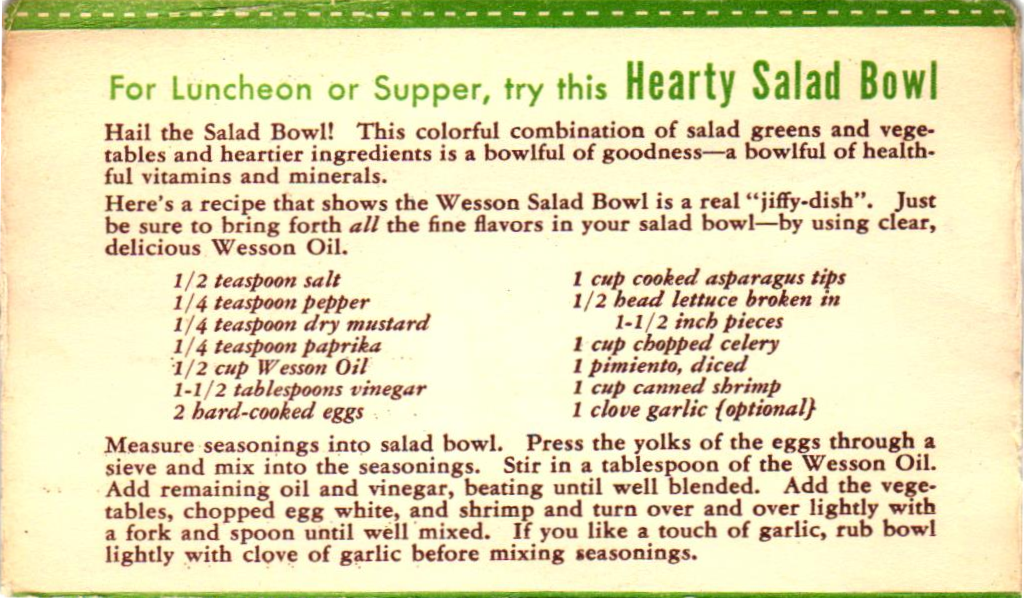 For Luncheon or Supper, try this Hearty Salad Bowl
Hail the Salad Bowl! This colorful combination of salad greens and vege-
tables and heartier ingredients is a bowlful of goodness—a bowlful of health-
ful vitamins and minerals.
Here's a recipe that shows the Wesson Salad Bowl is a real "jiffy-dish". Just
be sure to bring forth all the fine flavors in your salad bowl—by using clear,
delicious Wesson Oil.
1/2 teaspoon salt
1/4 teaspoon pepper
1/4 teaspoon dry mustard
1/4 teaspoon paprika
1/2 cup Wesson Oil
1-1/2 tablespoons vinegar
2 hard-cooked eggs
1 cup cooked asparagus tips
1/2 head lettuce broken in
1-1/2 inch pieces
1 cup chopped celery
1 pimiento, diced
1 cup canned shrimp
1 clove garlic {optional}
Measure seasonings into salad bowl. Press the yolks of the eggs through a
sieve and mix into the seasonings. Stir in a tablespoon of the Wesson Oil.
Add remaining oil and vinegar, beating until well blended. Add the vege-
tables, chopped egg white, and shrimp and turn over and over lightly with
a fork and spoon until well mixed. If you like a touch of garlic, rub bowl
lightly with clove of garlic before mixing seasonings.